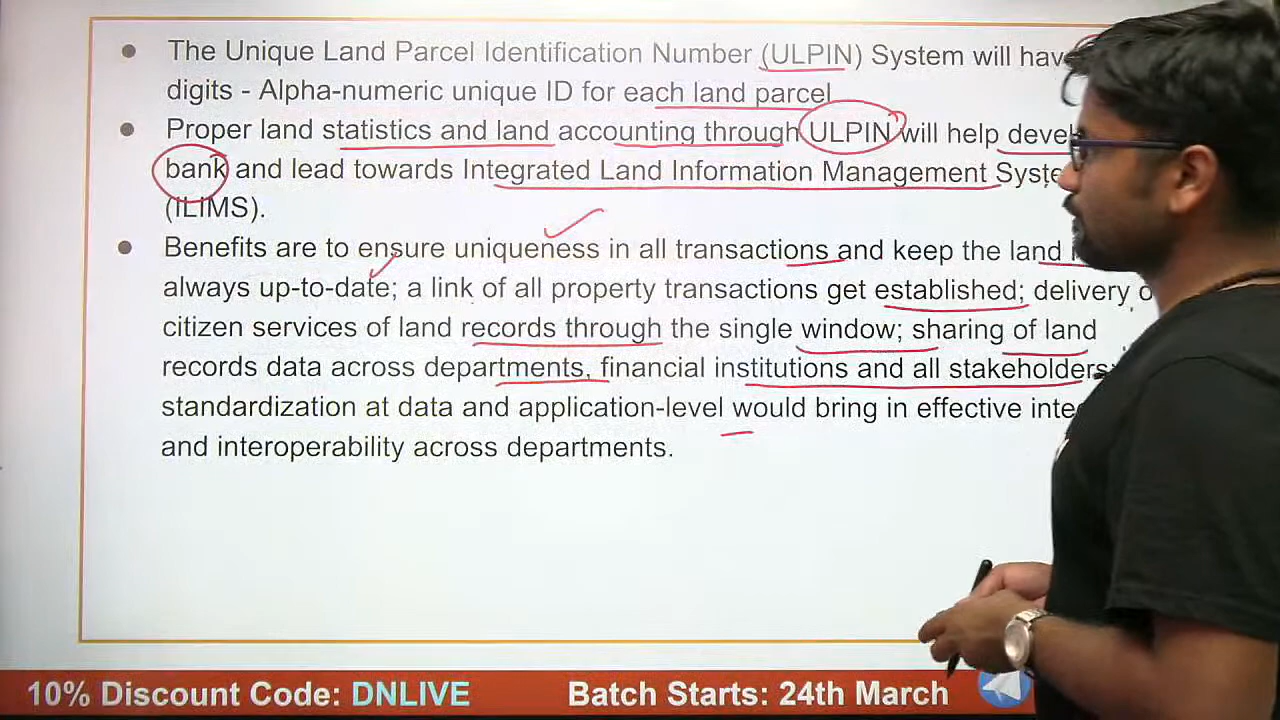 ● The Unique Land Parcel Identification Number (ULPIN) System will have
digits - Alpha-numeric unique ID for each land parcel
● Proper land statistics and land accounting through ULPIN will help
bank and lead towards Integrated Land Information Management
(ILIMS).
● Benefits are to ensure uniqueness in all transactions and keep the land
always up-to-date; a link of all property transactions get established; delivery
citizen services of land records through the single window; sharing of land
records data across departments, financial institutions and all stakeholders
standardization at data and application-level would bring in effective
and interoperability across departments.
10% Discount Code: DNLIVE
Batch Starts: 24th March